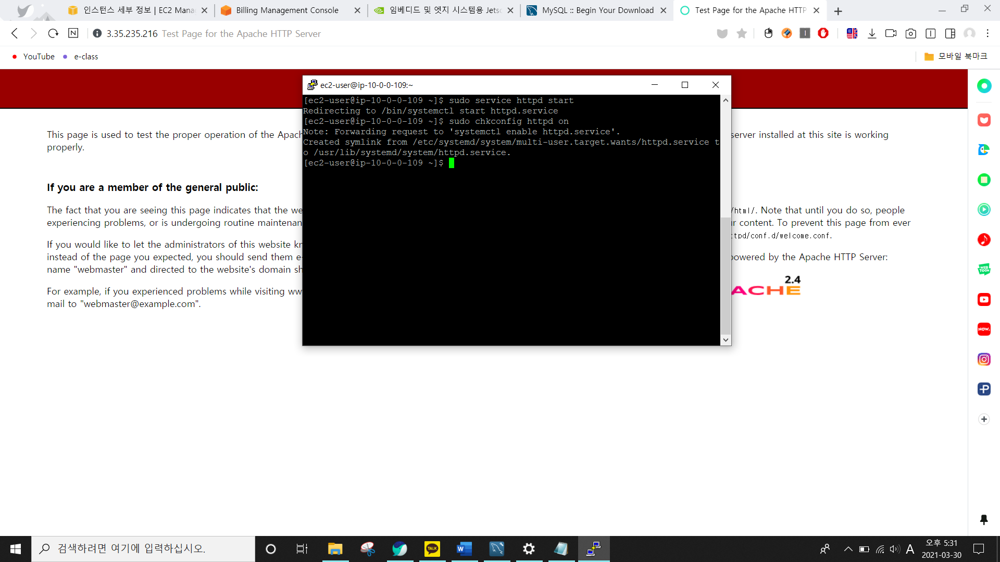 인스턴스 세부 정보 | EC2 Mana
Billing Management Console
임베디드 및 엣지 시스템용 Jets
MySQL :: Begin Your Download
Test Page for the Apache HTTP
N
3.35.235.216 Test Page for the Apache HTTP Server
YouTube
e-class
모바일 북마크
ec2-user@ip-10-0-0-109:~
[ec2-user@ip-10-0-0-109 ~]$ sudo service httpd start
Redirecting to /bin/systemctl start httpd.service
[ec2-user@ip-10-0-0-109 ~]$ sudo chkconfig httpd on
Note: Forwarding request to 'systemctl enable httpd.service'.
Created symlink from /etc/systemd/system/multi-user.target.wants/httpd.service t
o /usr/lib/systemd/system/httpd.service.
[ec2-user@ip-10-0-0-109 ~]$
This page is used to test the proper operation of the Apach
server installed at this site is working
properly.
If you are a member of the general public:
The fact that you are seeing this page indicates that the we
experiencing problems, or is undergoing routine maintenan
If you would like to let the administrators of this website kn
instead of the page you expected, you should send them e-
name "webmaster" and directed to the website's domain sh
For example, if you experienced problems while visiting ww
mail to "webmaster@example.com".
/html/. Note that until you do so, people
r content. To prevent this page from ever
tpd/conf.d/welcome.conf.
powered by the Apache HTTP Server:
2.4
ACHE
WEB
TOON
NOW.
검색하려면 여기에 입력하십시오.
TALK
W
A
오후 5:31
2021-03-30